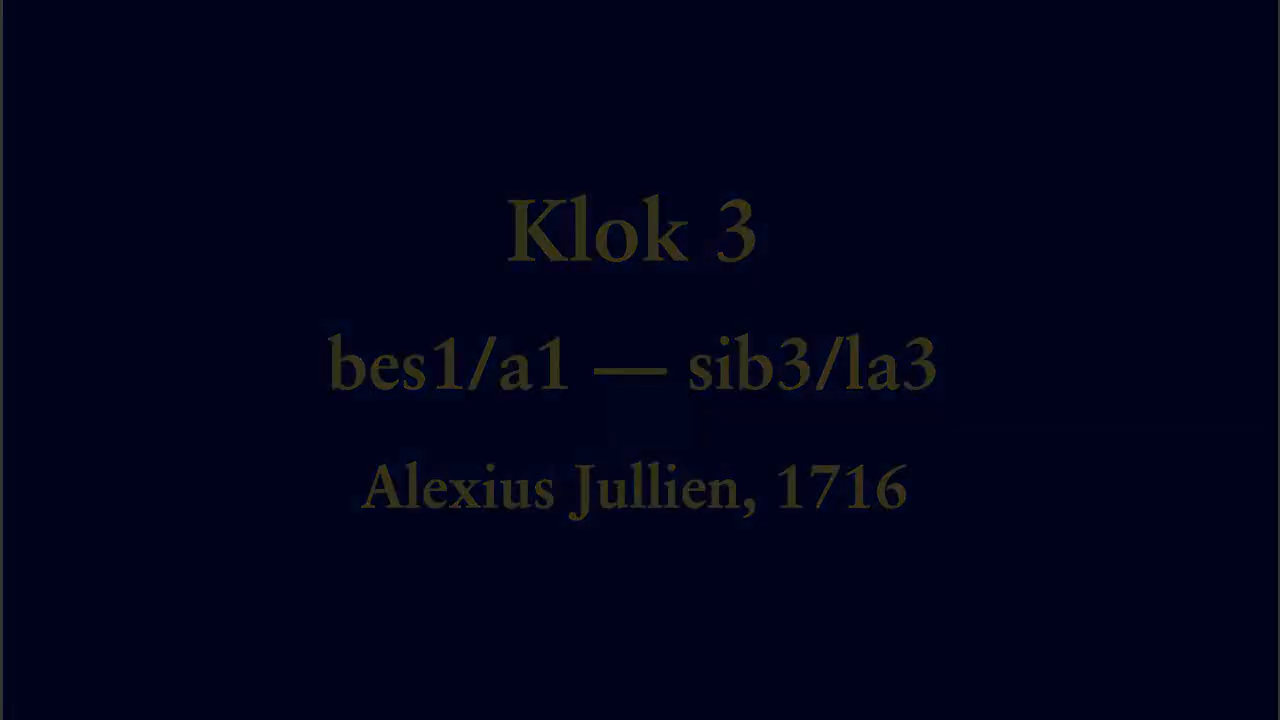 Klok 3
bes1/a1 — sib3/la3
Alexius Jullien, 1716